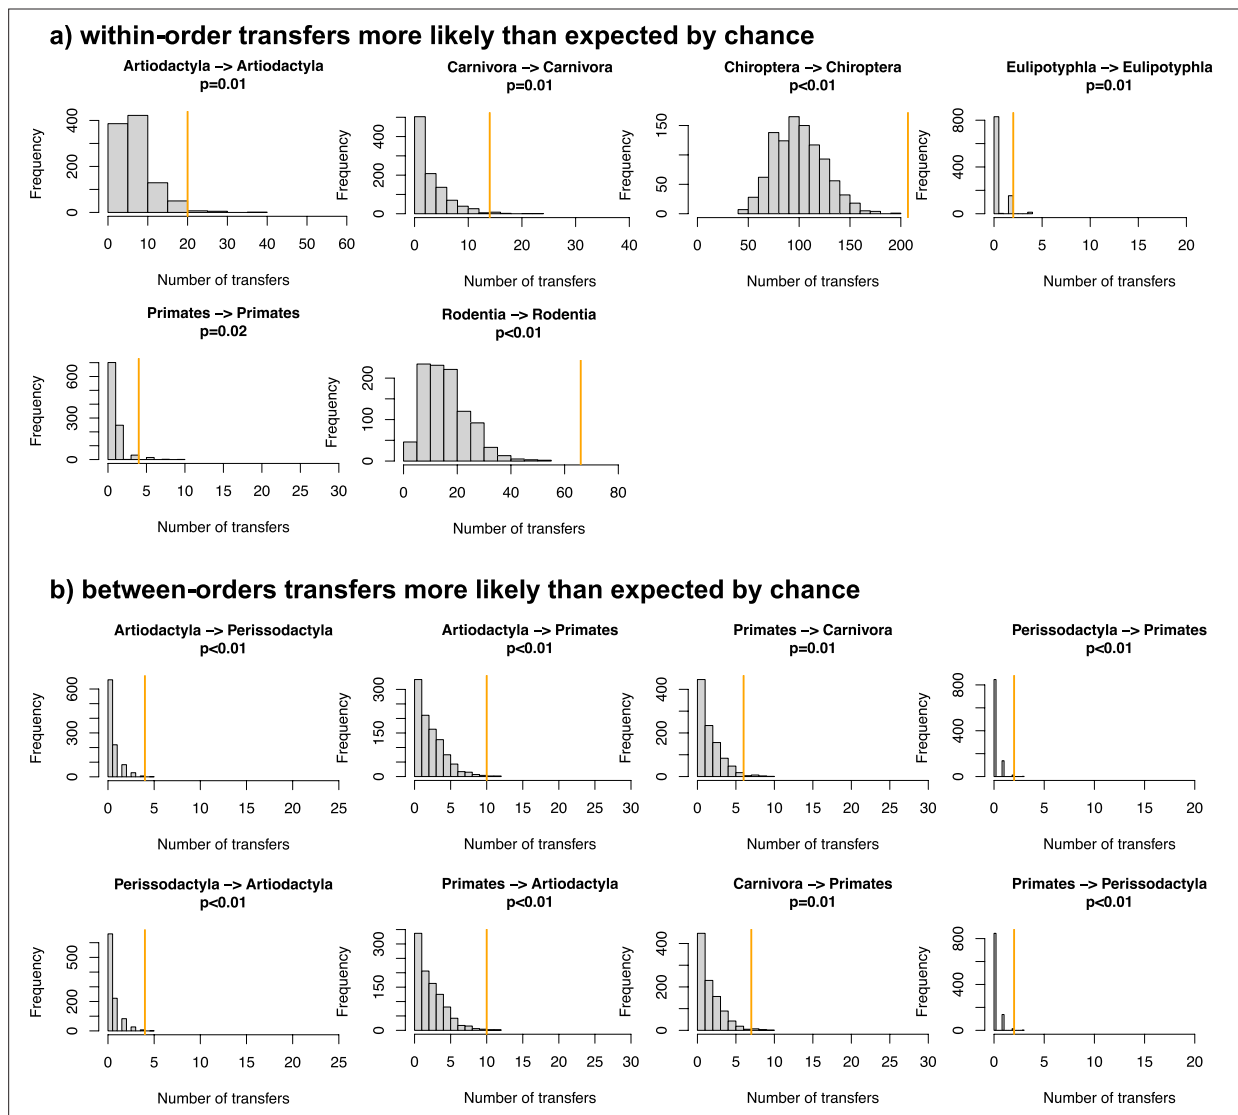 a) within-order transfers more likely than expected by chance
Artiodactyla –> Artiodactyla
p=0.01
Frequency
0 200 400
0 10 20 30 40 50 60
Number of transfers
Carnivora –> Carnivora
p=0.01
Frequency
0 200 400
0 10 20 30 40
Number of transfers
Chiroptera –> Chiroptera
p<0.01
Frequency
0 50 150
0 50 100 150 200
Number of transfers
Eulipotyphla –> Eulipotyphla
p=0.01
Frequency
0 400 800
0 5 10 15 20
Number of transfers
Primates –> Primates
p=0.02
Frequency
0 300 600
0 5 10 15 20 25 30
Number of transfers
Rodentia –> Rodentia
p<0.01
Frequency
0 100 200
0 20 40 60 80
Number of transfers
b) between-orders transfers more likely than expected by chance
Artiodactyla –> Perissodactyla
p<0.01
Frequency
0 300 600
0 5 10 15 20 25
Number of transfers
Artiodactyla –> Primates
p<0.01
Frequency
0 150 300
0 5 10 15 20 25 30
Number of transfers
Primates –> Carnivora
p=0.01
Frequency
0 200 400
0 5 10 15 20 25 30
Number of transfers
Perissodactyla –> Primates
p<0.01
Frequency
0 400 800
0 5 10 15 20
Number of transfers
Perissodactyla –> Artiodactyla
p<0.01
Frequency
0 200 500
0 5 10 15 20 25
Number of transfers
Primates –> Artiodactyla
p<0.01
Frequency
0 150 300
0 5 10 15 20 25 30
Number of transfers
Carnivora –> Primates
p=0.01
Frequency
0 200 400
0 5 10 15 20 25 30
Number of transfers
Primates –> Perissodactyla
p<0.01
Frequency
0 400 800
0 5 10 15 20
Number of transfers